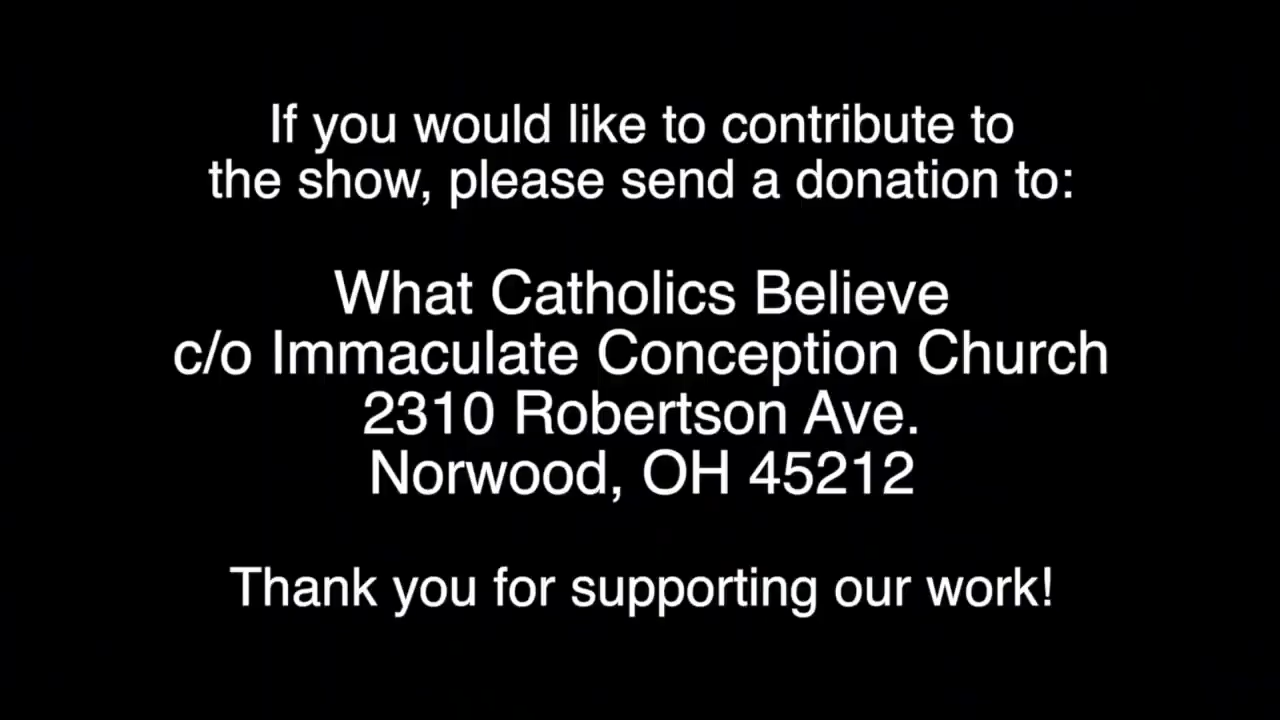 If you would like to contribute to
the show, please send a donation to:
What Catholics Believe
c/o Immaculate Conception Church
2310 Robertson Ave.
Norwood, OH 45212
Thank you for supporting our work!